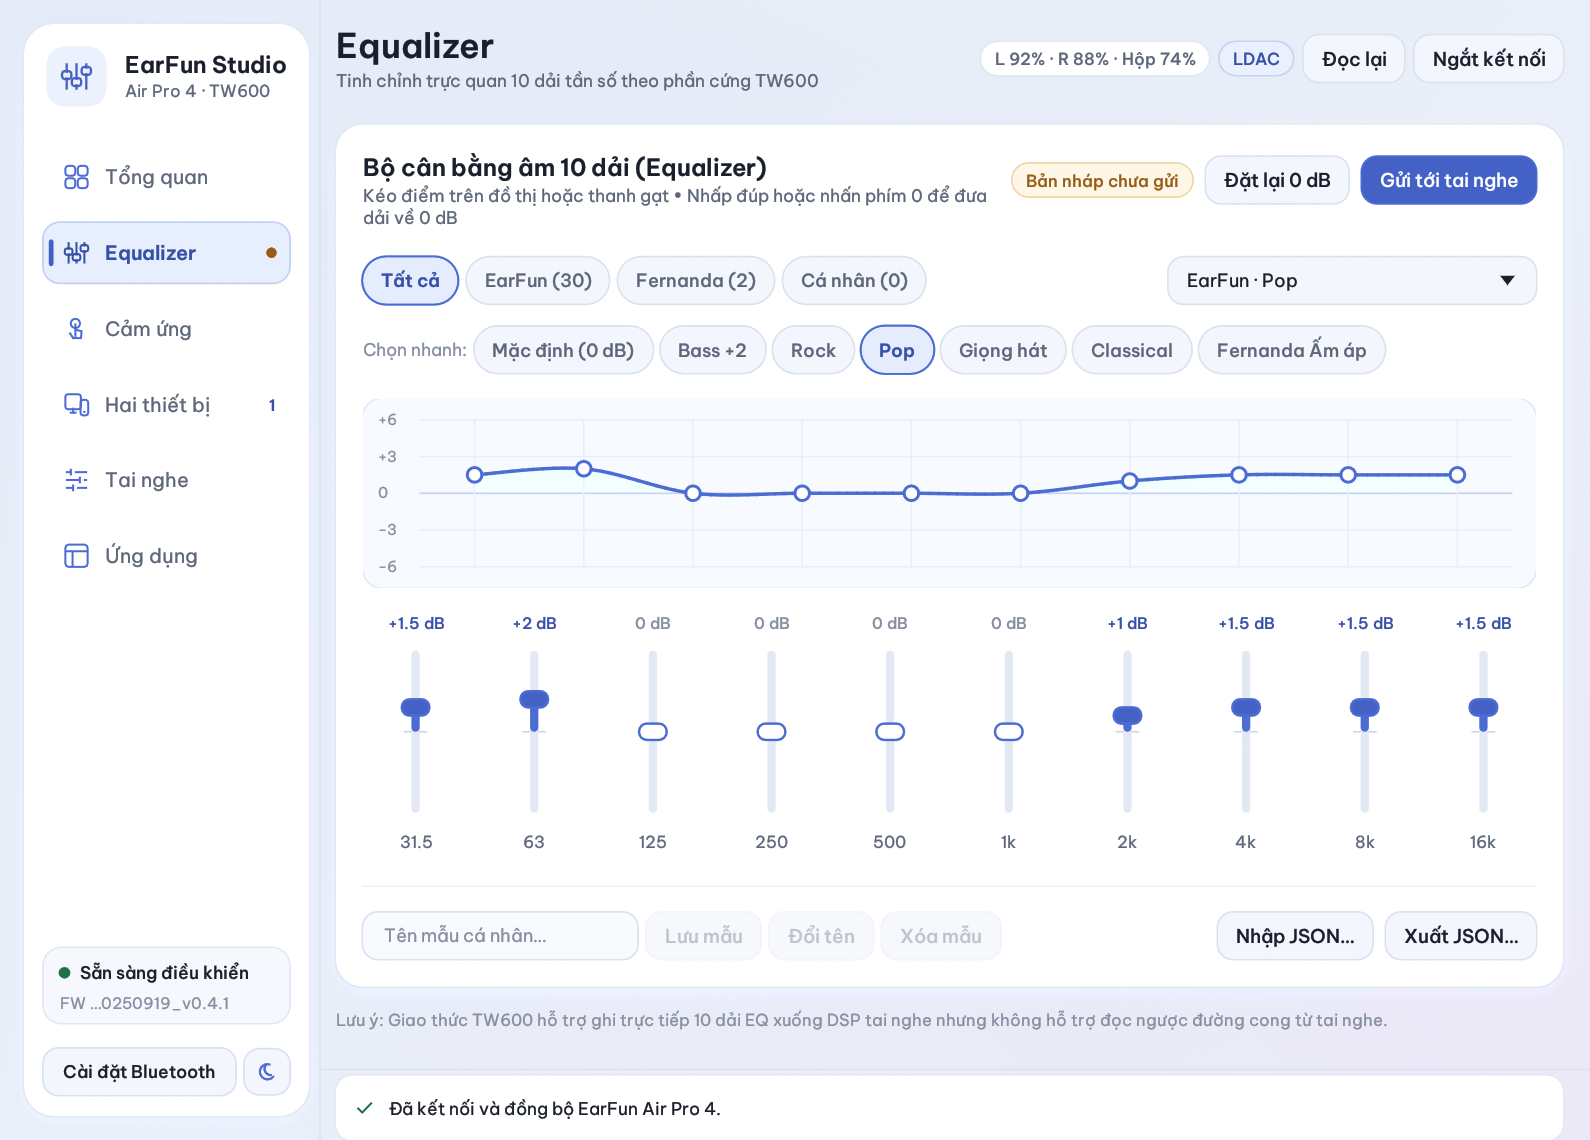 EarFun Studio
Air Pro 4 · TW600
Tổng quan
Equalizer
Cảm ứng
Hai thiết bị 1
Tai nghe
Ứng dụng
Sẵn sàng điều khiển
FW ...0250919_v0.4.1
Cài đặt Bluetooth
Equalizer
Tinh chỉnh trực quan 10 dải tần số theo phần cứng TW600
L 92% · R 88% · Hộp 74%
LDAC
Đọc lại
Ngắt kết nối
Bộ cân bằng âm 10 dải (Equalizer)
Kéo điểm trên đồ thị hoặc thanh gạt • Nhấp đúp hoặc nhấn phím 0 để đưa
dải về 0 dB
Bản nháp chưa gửi
Đặt lại 0 dB
Gửi tới tai nghe
Tất cả
EarFun (30)
Fernanda (2)
Cá nhân (0)
EarFun · Pop
Chọn nhanh:
Mặc định (0 dB)
Bass +2
Rock
Pop
Giọng hát
Classical
Fernanda Ấm áp
+6
+3
0
-3
-6
+1.5 dB +2 dB 0 dB 0 dB 0 dB 0 dB +1 dB +1.5 dB +1.5 dB +1.5 dB
31.5 63 125 250 500 1k 2k 4k 8k 16k
Tên mẫu cá nhân...
Lưu mẫu
Đổi tên
Xóa mẫu
Nhập JSON...
Xuất JSON...
Lưu ý: Giao thức TW600 hỗ trợ ghi trực tiếp 10 dải EQ xuống DSP tai nghe nhưng không hỗ trợ đọc ngược đường cong từ tai nghe.
Đã kết nối và đồng bộ EarFun Air Pro 4.